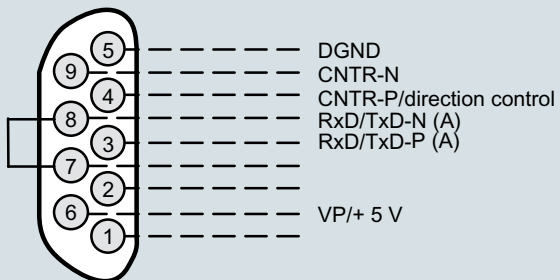 5 DGND
9 CNTR-N
4 CNTR-P/direction control
8 RxD/TxD-N (A)
3 RxD/TxD-P (A)
7
2
6 VP/+ 5 V
1